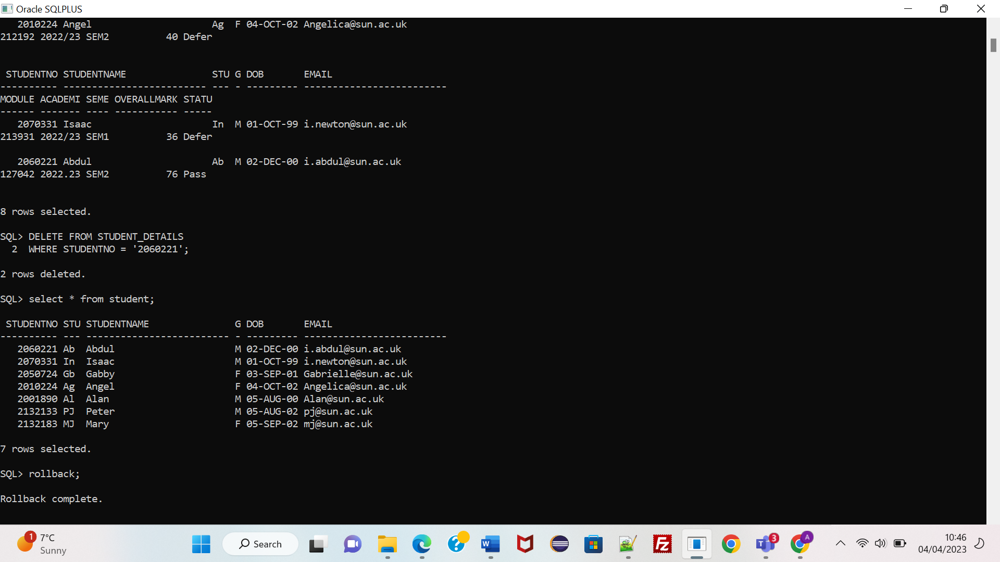 Oracle SQLPLUS
   2010224 Angel                     Ag  F 04-OCT-02 Angelica@sun.ac.uk
212192 2022/23 SEM2          40 Defer
 STUDENTNO STUDENTNAME               STU G DOB       EMAIL
---------- ------------------------- --- - --------- -------------------------
MODULE ACADEMI SEME OVERALLMARK STATU
------ ------- ---- ----------- -----
   2070331 Isaac                     In  M 01-OCT-99 i.newton@sun.ac.uk
213931 2022/23 SEM1          36 Defer
   2060221 Abdul                     Ab  M 02-DEC-00 i.abdul@sun.ac.uk
127042 2022.23 SEM2          76 Pass
8 rows selected.
SQL> DELETE FROM STUDENT_DETAILS
  2  WHERE STUDENTNO = '2060221';
2 rows deleted.
SQL> select * from student;
 STUDENTNO STU STUDENTNAME               G DOB       EMAIL
---------- --- ------------------------- - --------- -------------------------
   2060221 Ab  Abdul                     M 02-DEC-00 i.abdul@sun.ac.uk
   2070331 In  Isaac                     M 01-OCT-99 i.newton@sun.ac.uk
   2050724 Gb  Gabby                     F 03-SEP-01 Gabrielle@sun.ac.uk
   2010224 Ag  Angel                     F 04-OCT-02 Angelica@sun.ac.uk
   2001890 Al  Alan                      M 05-AUG-00 Alan@sun.ac.uk
   2132133 PJ  Peter                     M 05-AUG-02 pj@sun.ac.uk
   2132183 MJ  Mary                      F 05-SEP-02 mj@sun.ac.uk
7 rows selected.
SQL> rollback;
Rollback complete.
1 7°C
Sunny
Search
W
Fz
T 3
A
10:46
04/04/2023